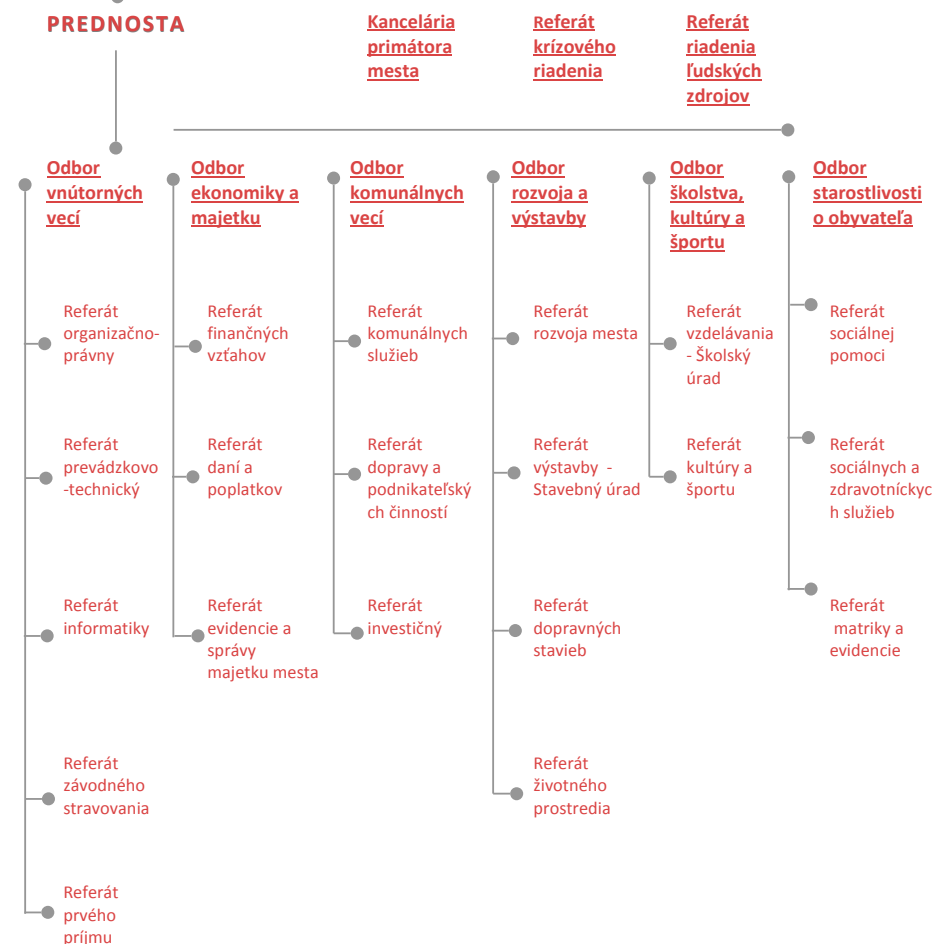 PREDNOSTA
Kancelária
primátora
mesta
Referát
krízového
riadenia
Referát
riadenia
ľudských
zdrojov
Odbor
vnútorných
vecí
Referát
organizačno-
právny
Referát
prevádzkovo
-technický
Referát
informatiky
Referát
závodného
stravovania
Referát
prvého
príjmu
Odbor
ekonomiky a
majetku
Referát
finančných
vzťahov
Referát
daní a
poplatkov
Referát
evidencie a
správy
majetku mesta
Odbor
komunálnych
vecí
Referát
komunálnych
služieb
Referát
dopravy a
podnikateľský
ch činností
Referát
investičný
Odbor
rozvoja a
výstavby
Referát
rozvoja mesta
Referát
výstavby -
Stavebný úrad
Referát
dopravných
stavieb
Referát
životného
prostredia
Odbor
školstva,
kultúry a
športu
Referát
vzdelávania
- Školský
úrad
Referát
kultúry a
športu
Odbor
starostlivosti
o obyvateľa
Referát
sociálnej
pomoci
Referát
sociálnych a
zdravotníckyc
h služieb
Referát
matriky a
evidencie